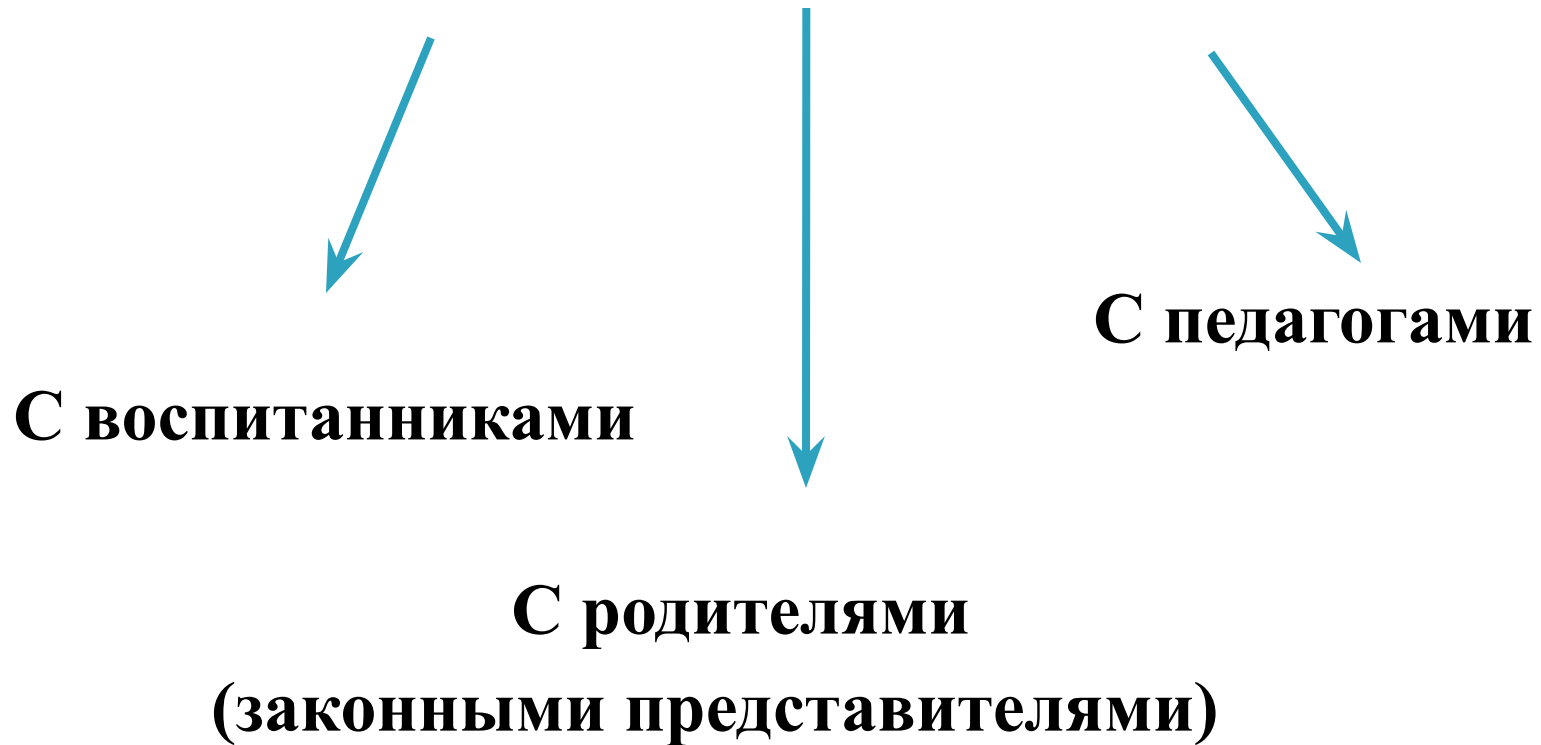 С педагогами
С воспитанниками
С родителями
(законными представителями)